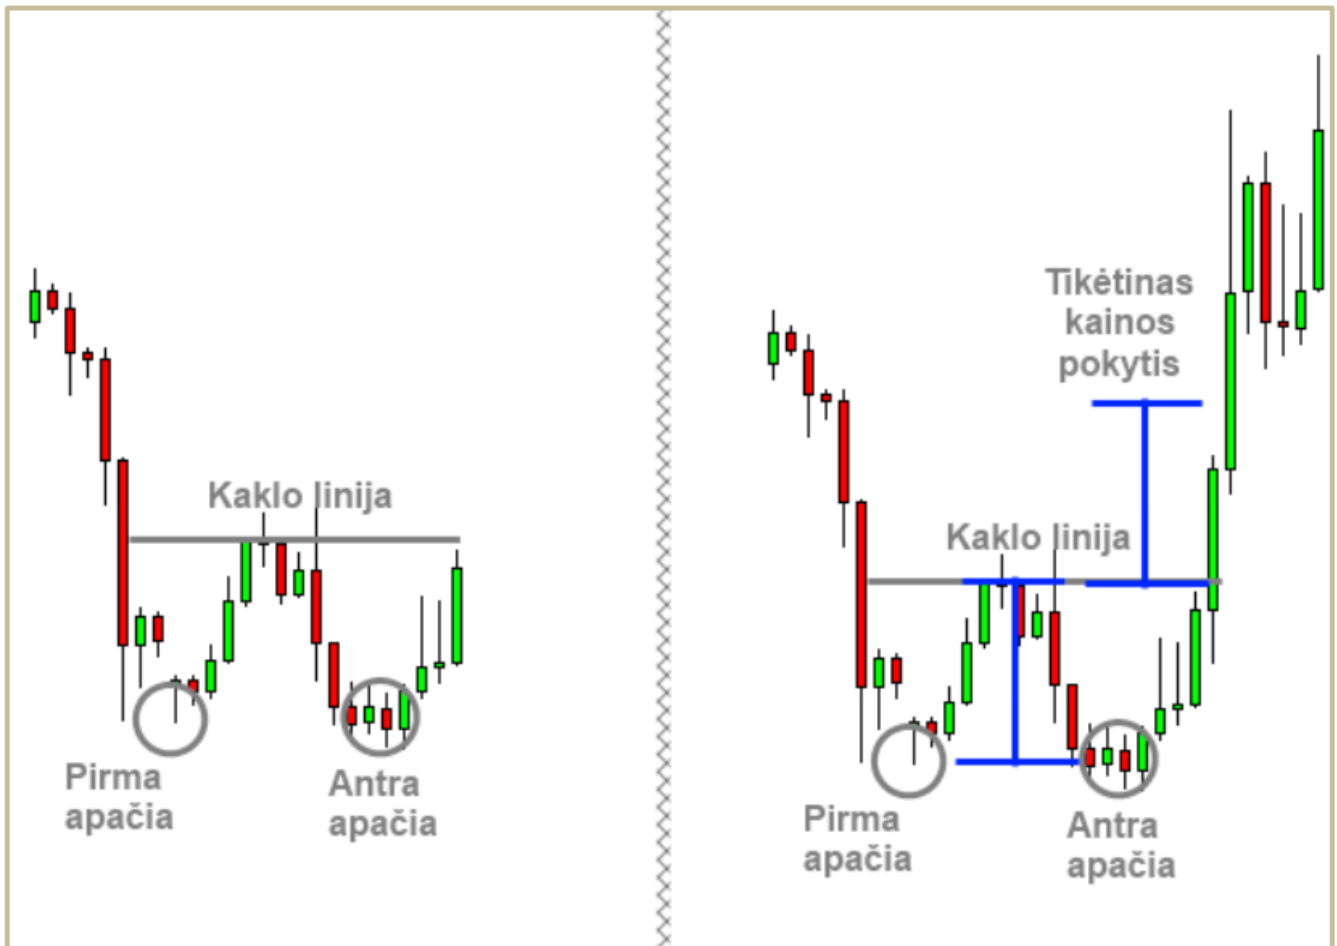 Kaklo linija
Pirma
apačia
Antra
apačia
Tikėtinas
kainos
pokytis
Kaklo linija
Pirma
apačia
Antra
apačia